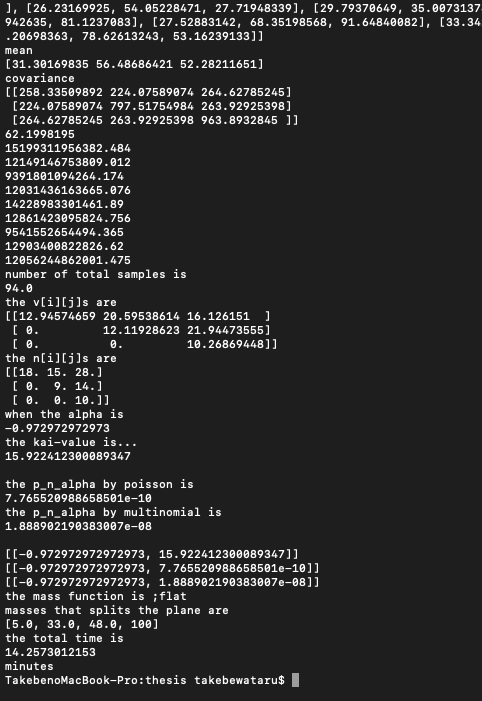 ], [26.23169925, 54.05228471, 27.71948339], [29.79370649, 35.0073137
942635, 81.1237083], [27.52883142, 68.35198568, 91.64840082], [33.34
.20698363, 78.62613243, 53.16239133]]
mean
[31.30169835 56.48686421 52.28211651]
covariance
[[258.33509892 224.07589074 264.62785245]
[224.07589074 797.51754984 263.92925398]
[264.62785245 263.92925398 963.8932845 ]]
62.1998195
15199311956382.484
12149146753809.012
9391801094264.174
12031436163665.076
14228983301461.89
12861423095824.756
9541552654494.365
12903400822826.62
12056244862001.475
number of total samples is
94.0
the v[i][j]s are
[[12.94574659 20.59538614 16.126151  ]
[ 0.         12.11928623 21.94473555]
[ 0.          0.         10.26869448]]
the n[i][j]s are
[[18. 15. 28.]
[ 0.  9. 14.]
[ 0.  0. 10.]]
when the alpha is
-0.972972972973
the kai-value is...
15.922412300089347
the p_n_alpha by poisson is
7.765520988658501e-10
the p_n_alpha by multinomial is
1.888902190383007e-08
[[-0.972972972972973, 15.922412300089347]]
[[-0.972972972972973, 7.765520988658501e-10]]
[[-0.972972972972973, 1.888902190383007e-08]]
the mass function is ;flat
masses that splits the plane are
[5.0, 33.0, 48.0, 100]
the total time is
14.2573012153
minutes
TakebenoMacBook-Pro:thesis takebewataru$